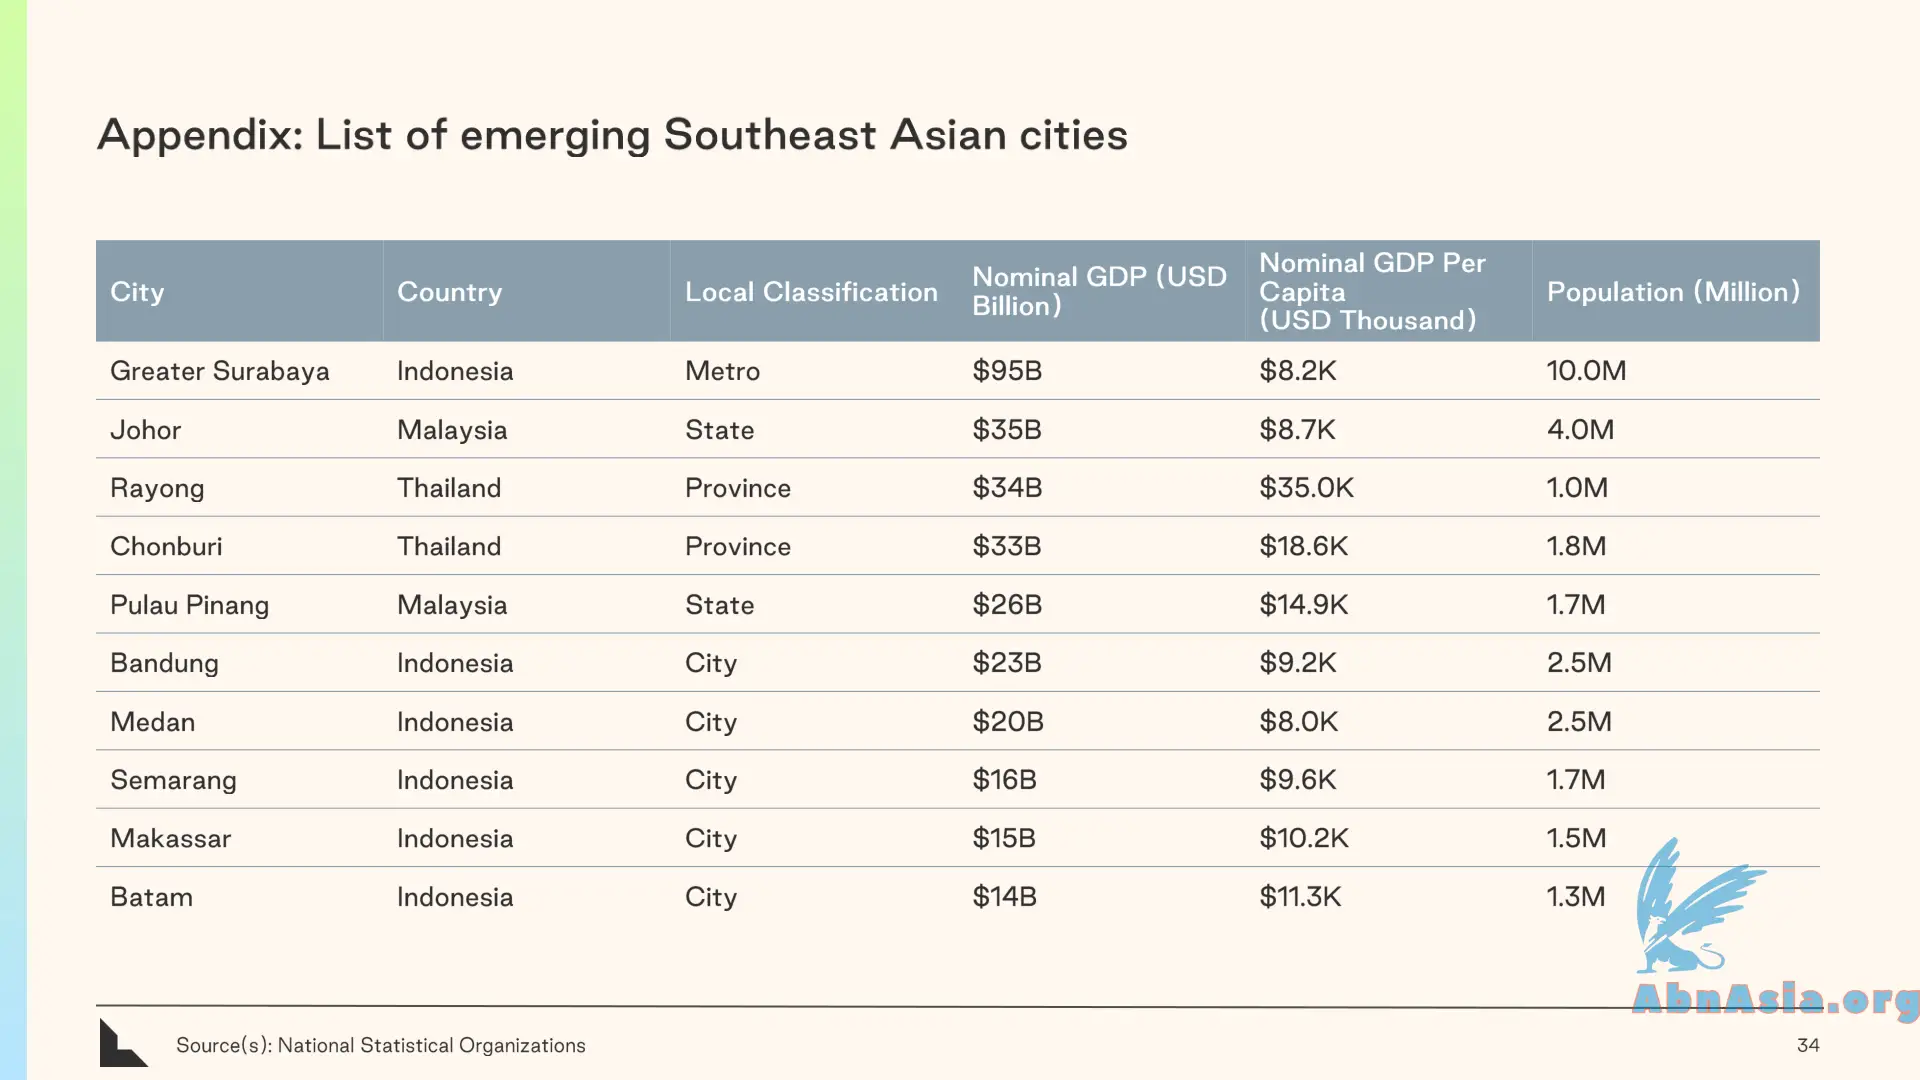 Appendix: List of emerging Southeast Asian cities
City Country Local Classification Nominal GDP (USD Billion) Nominal GDP Per Capita (USD Thousand) Population (Million)
Greater Surabaya Indonesia Metro $95B $8.2K 10.0M
Johor Malaysia State $35B $8.7K 4.0M
Rayong Thailand Province $34B $35.0K 1.0M
Chonburi Thailand Province $33B $18.6K 1.8M
Pulau Pinang Malaysia State $26B $14.9K 1.7M
Bandung Indonesia City $23B $9.2K 2.5M
Medan Indonesia City $20B $8.0K 2.5M
Semarang Indonesia City $16B $9.6K 1.7M
Makassar Indonesia City $15B $10.2K 1.5M
Batam Indonesia City $14B $11.3K 1.3M
AbnAsia.org
Source(s): National Statistical Organizations
34